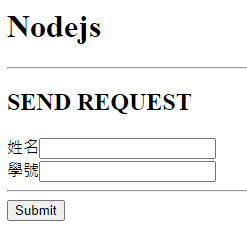 Nodejs
SEND REQUEST
姓名
學號
Submit